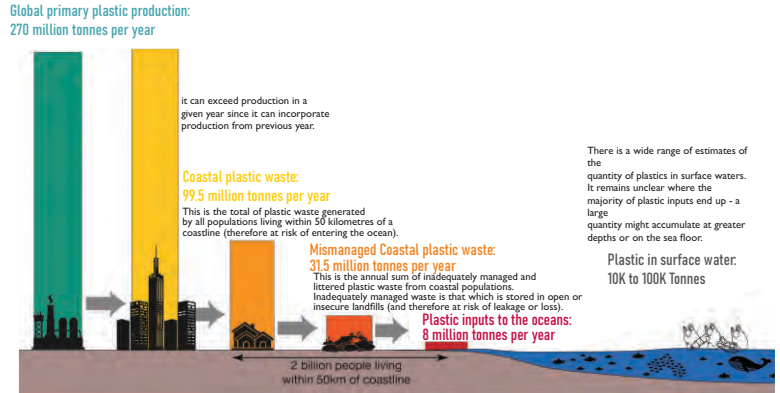 Global primary plastic production:
270 million tonnes per year
it can exceed production in a
given year since it can incorporate
production from previous year.
Coastal plastic waste:
99.5 million tonnes per year
This is the total of plastic waste generated
by all populations living within 50 kilometres of a
coastline (therefore at risk of entering the ocean).
Mismanaged Coastal plastic waste:
31.5 million tonnes per year
This is the annual sum of inadequately managed and
littered plastic waste from coastal populations.
Inadequately managed waste is that which is stored in open or
insecure landfills (and therefore at risk of leakage or loss).
Plastic inputs to the oceans:
8 million tonnes per year
There is a wide range of estimates of
the
quantity of plastics in surface waters.
It remains unclear where the
majority of plastic inputs end up - a
large
quantity might accumulate at greater
depths or on the sea floor.
Plastic in surface water:
10K to 100K Tonnes
2 billion people living
within 50km of coastline